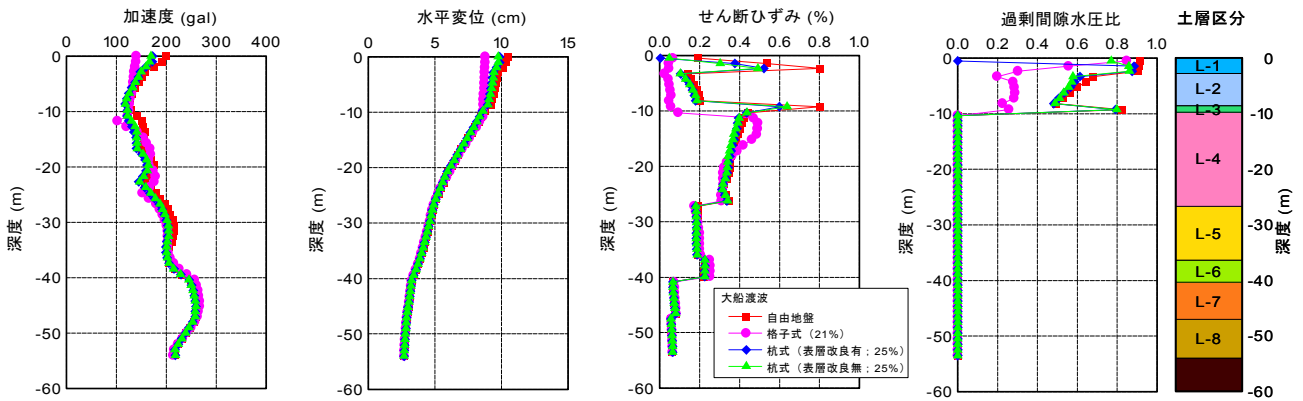 加速度 (gal)
0 100 200 300 400
0
-10
-20
-30
-40
-50
-60
深度 (m)
水平変位 (cm)
0 5 10 15
0
-10
-20
-30
-40
-50
-60
深度 (m)
せん断ひずみ (%)
0.0 0.2 0.4 0.6 0.8 1.0
0
-10
-20
-30
-40
-50
-60
深度 (m)
大船渡波
自由地盤
格子式 (21%)
杭式 (表層改良有 ; 25%)
杭式 (表層改良無 ; 25%)
過剰間隙水圧比
0.0 0.2 0.4 0.6 0.8 1.0
0
-10
-20
-30
-40
-50
-60
深度 (m)
土層区分
L-1
L-2
L-3
L-4
L-5
L-6
L-7
L-8
0
-10
-20
-30
-40
-50
-60
深度 (m)